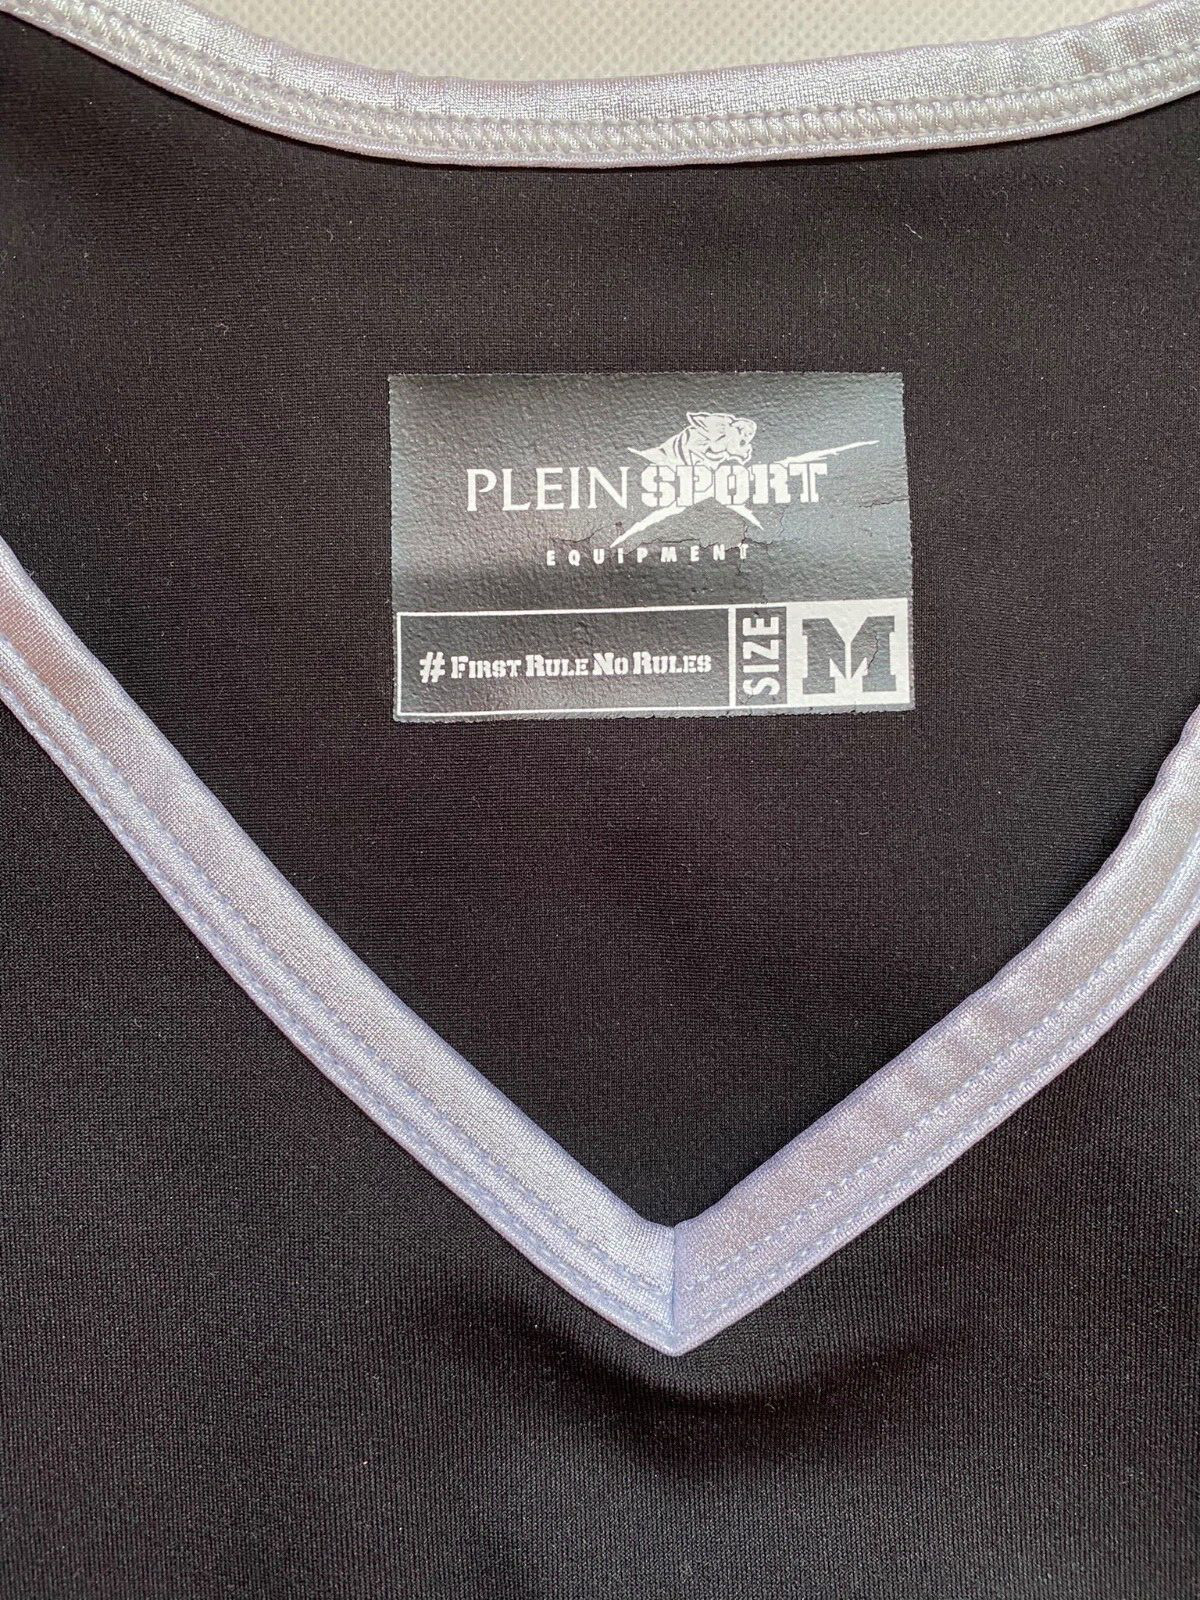 PLEIN SPORT
EQUIPMENT
# FIRST RULE NO RULES
SIZE
M